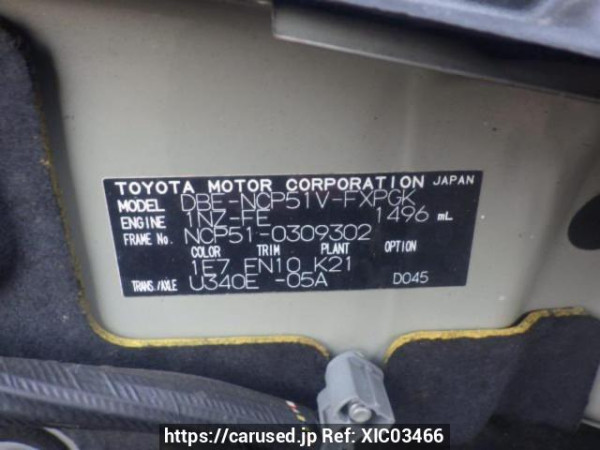 TOYOTA MOTOR CORPORATION JAPAN
MODEL DBE-NCP51V-FXPGK
ENGINE 1NZ-FE 1496 mL
FRAME No. NCP51-0309302
COLOR TRIM PLANT OPTION
1E7 FN10 K21
TRANS./AXLE U340E -05A D045
https://carused.jp Ref: XIC03466